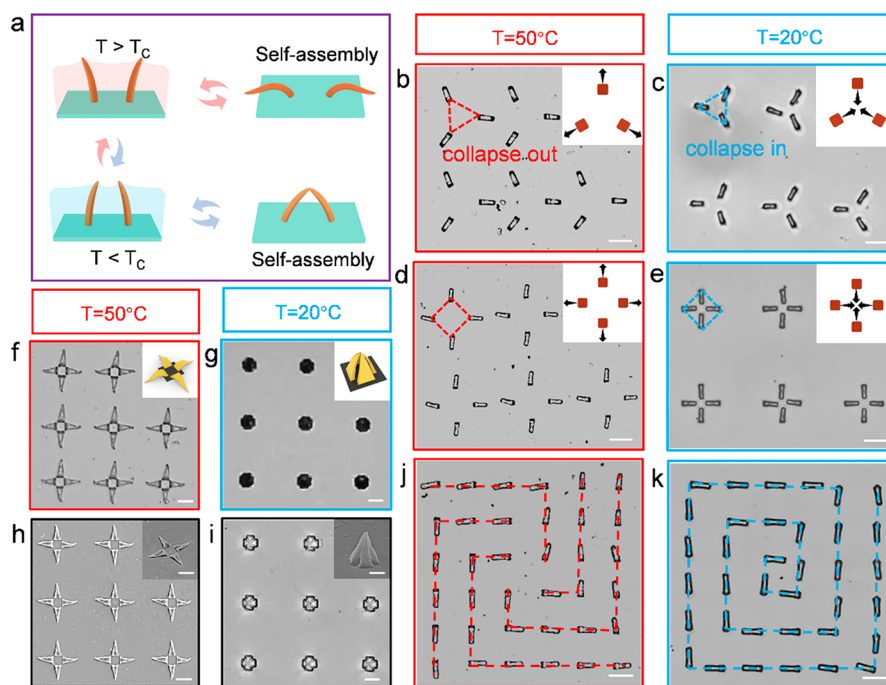 a
T > TC
Self-assembly
T < TC
Self-assembly
T=50°C
T=20°C
b
collapse out
c
collapse in
d
e
T=50°C
T=20°C
f
g
h
i
j
k